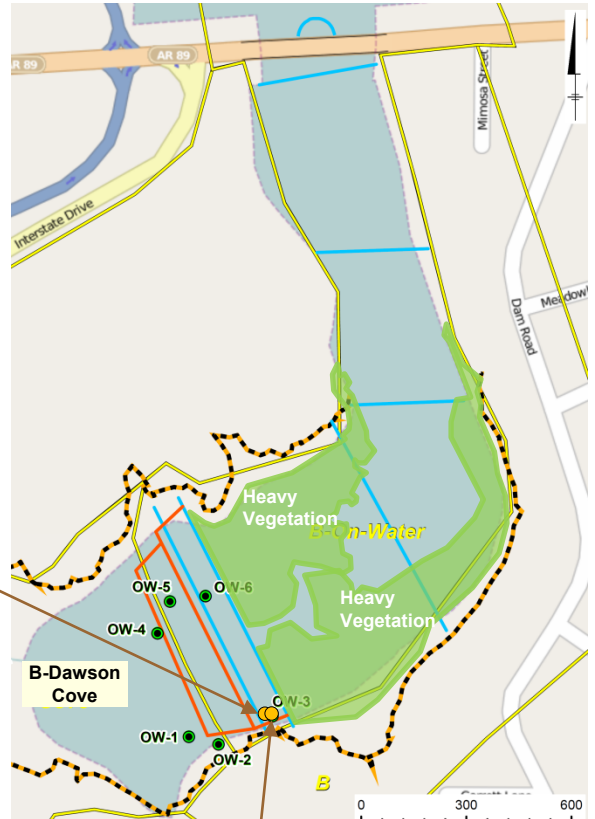 AR 89
AR 89
Mimosa Street
Interstate Drive
Dam Road
Heavy
Vegetation
B-On-Water
OW-5
OW-6
Heavy
Vegetation
OW-4
B-Dawson
Cove
OW-3
OW-1
OW-2
B
0 300 600